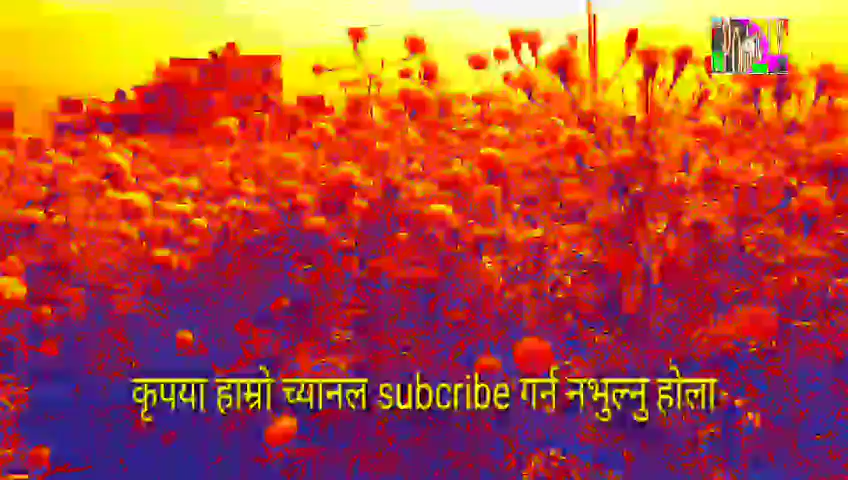 कृपया हाम्रो च्यानल subcribe गर्न नभुल्नु होला